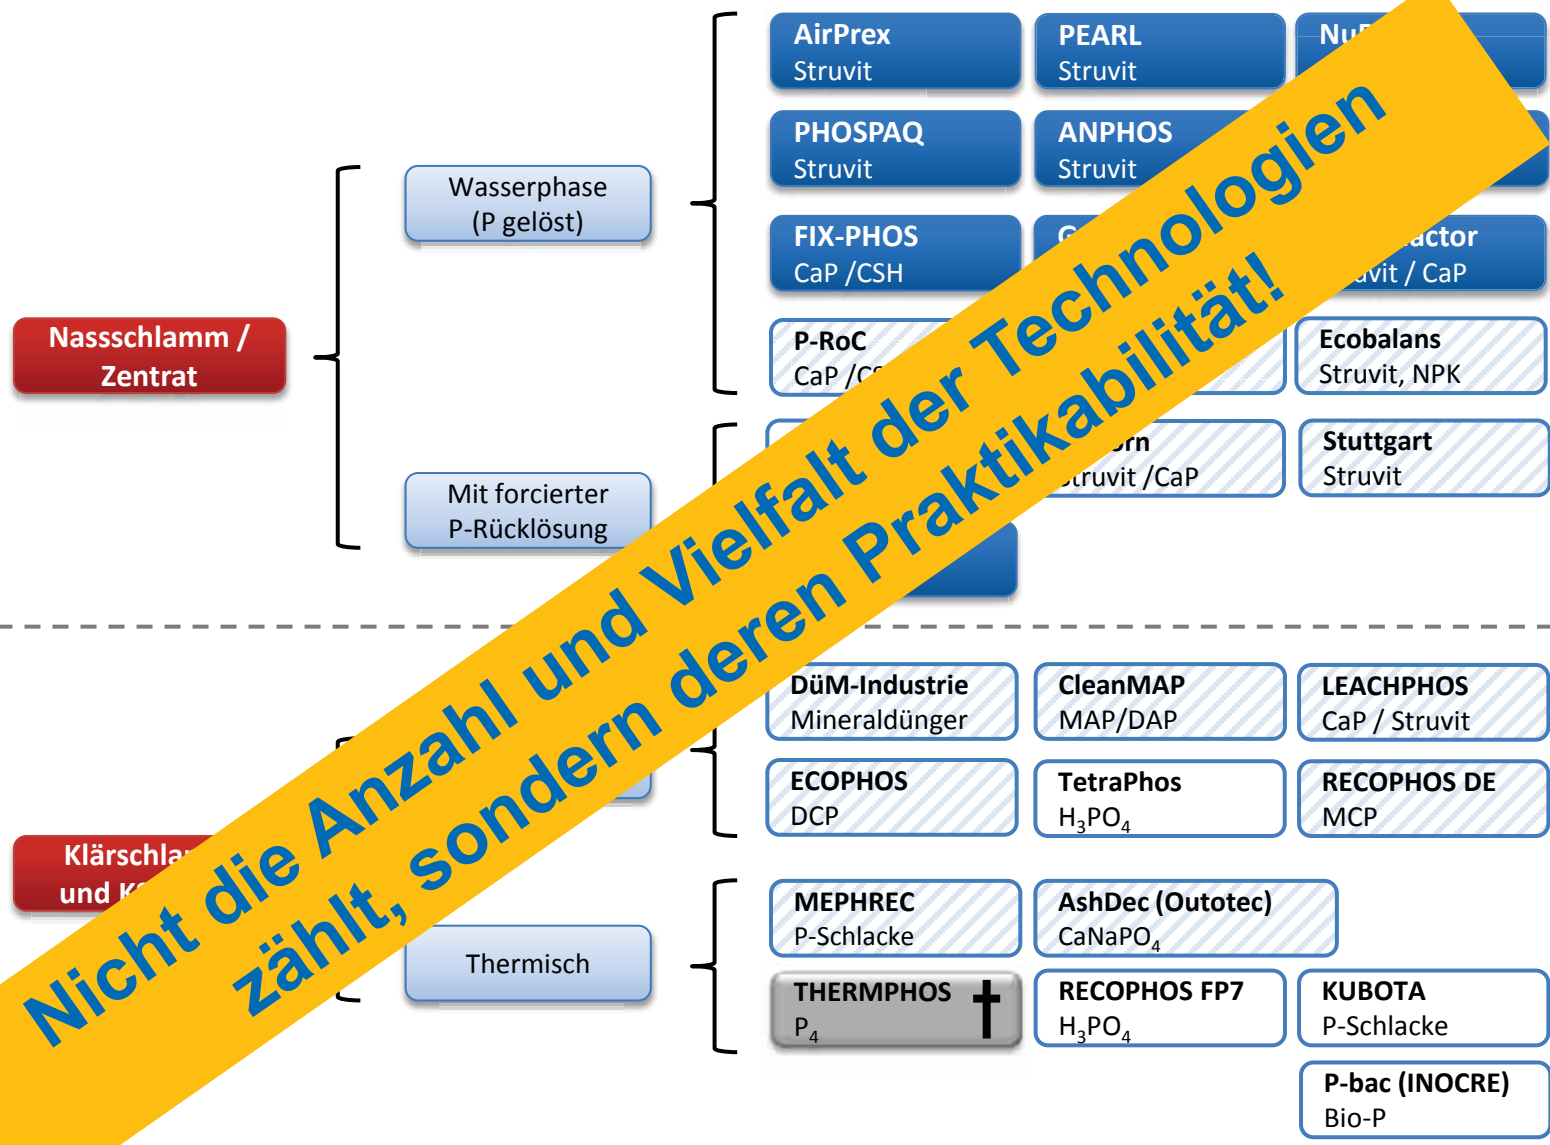 AirPrex
Struvit
PEARL
Struvit
PHOSPAQ
Struvit
ANPHOS
Struvit
Wasserphase
(P gelöst)
FIX-PHOS
CaP /CSH
/ CaP
Nassschlamm /
Zentrat
P-RoC
CaP
Ecobalans
Struvit, NPK
Struvit /CaP
Stuttgart
Struvit
Mit forcierter
P-Rücklösung
Nicht die Anzahl und Vielfalt der Technologien
zählt, sondern deren Praktikabilität!
DüM-Industrie
Mineraldünger
CleanMAP
MAP/DAP
LEACHPHOS
CaP / Struvit
ECOPHOS
DCP
TetraPhos
H₃PO₄
RECOPHOS DE
MCP
und
Thermisch
MEPHREC
P-Schlacke
AshDec (Outotec)
CaNaPO₄
THERMPHOS
P₄
RECOPHOS FP7
H₃PO₄
KUBOTA
P-Schlacke
P-bac (INOCRE)
Bio-P